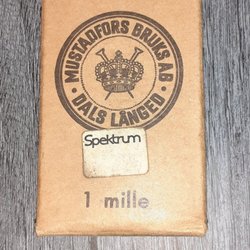 MUSTADFORS BRUKS AB
DALS LÅNGED
Spektrum
1 mille